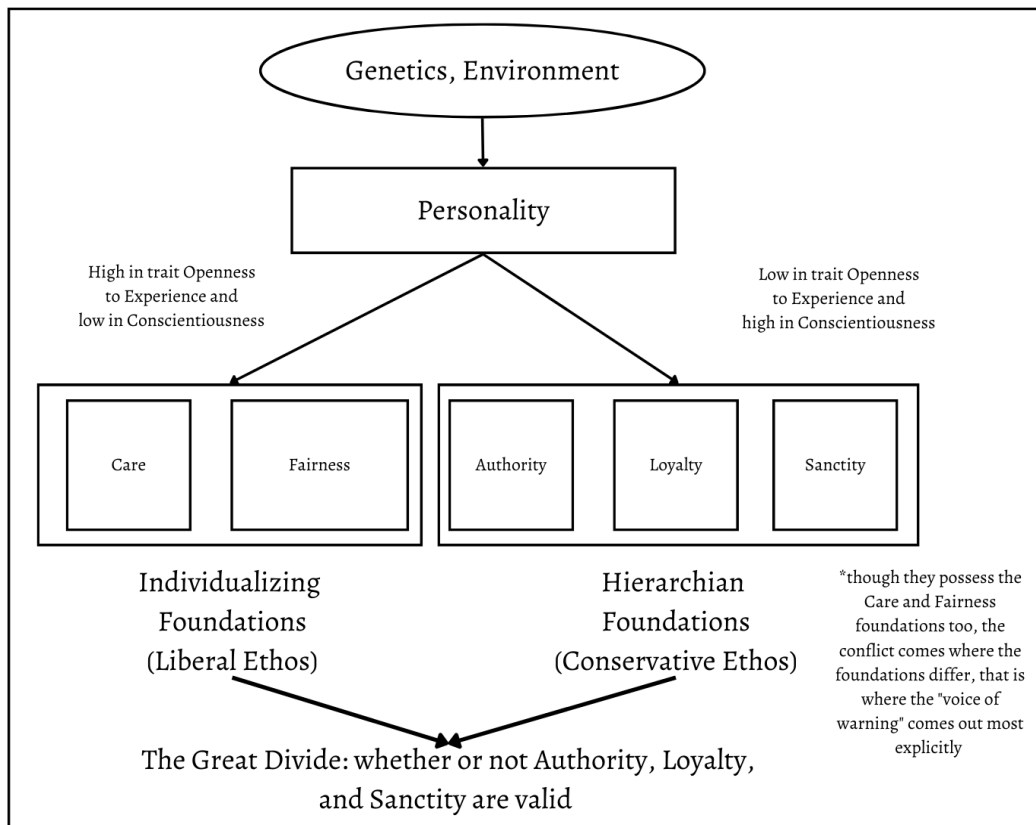 Genetics, Environment
Personality
High in trait Openness
to Experience and
low in Conscientiousness
Low in trait Openness
to Experience and
high in Conscientiousness
Care
Fairness
Authority
Loyalty
Sanctity
Individualizing
Foundations
(Liberal Ethos)
Hierarchian
Foundations
(Conservative Ethos)
*though they possess the
Care and Fairness
foundations too, the
conflict comes where the
foundations differ, that is
where the "voice of
warning" comes out most
explicitly
The Great Divide: whether or not Authority, Loyalty,
and Sanctity are valid